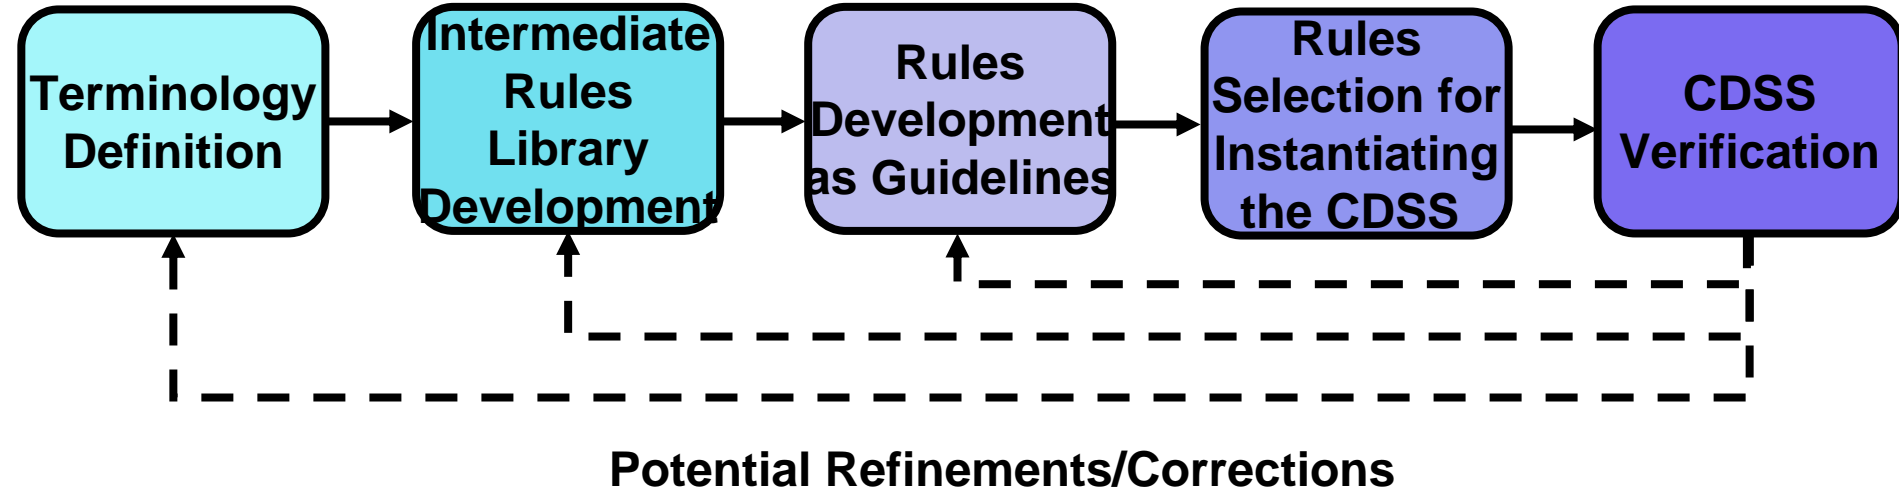 Terminology
Definition
Intermediate
Rules
Library
Development
Rules
Development
as Guidelines
Rules
Selection for
Instantiating
the CDSS
CDSS
Verification
Potential Refinements/Corrections